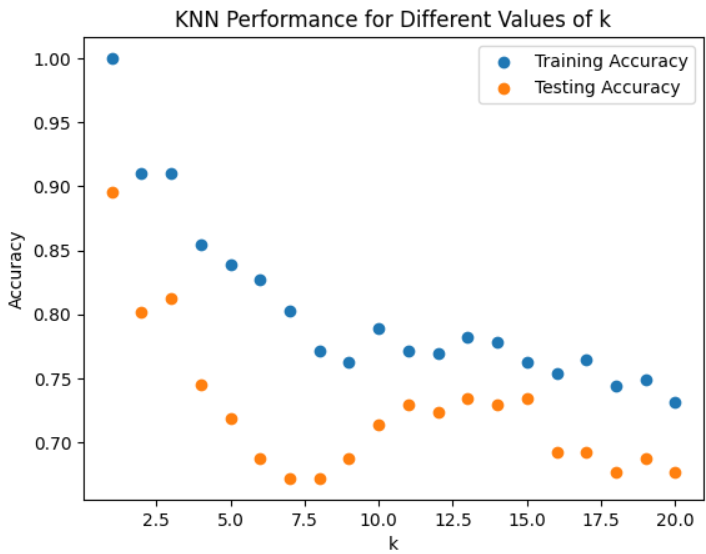 KNN Performance for Different Values of k
1.00
Training Accuracy
Testing Accuracy
0.95
0.90
0.85
Accuracy
0.80
0.75
0.70
2.5 5.0 7.5 10.0 12.5 15.0 17.5 20.0
k